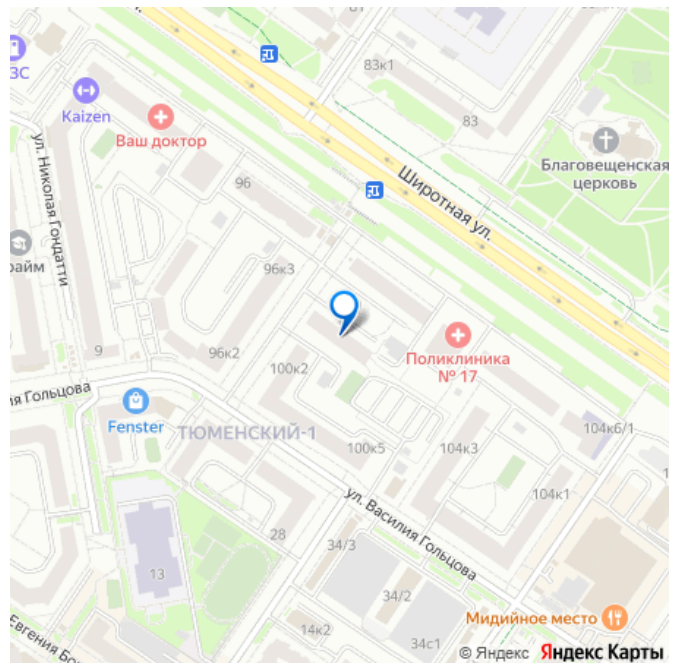 81
83к1
ЗС
Kaizen
Ваш доктор
83
Благовещенская
церковь
Широтная ул.
ул. Николая Гондатти
96
96к3
райм
9
96к2
100к2
Поликлиника
№ 17
я Гольцова
Fenster
ТЮМЕНСКИЙ-1
100к5
104к3
104к6/1
104к1
1
ул. Василия Гольцова
28
34/3
13
34/2
Мидийное место
14к2
34с1
Евгения Бо
© Яндекс Яндекс Карты